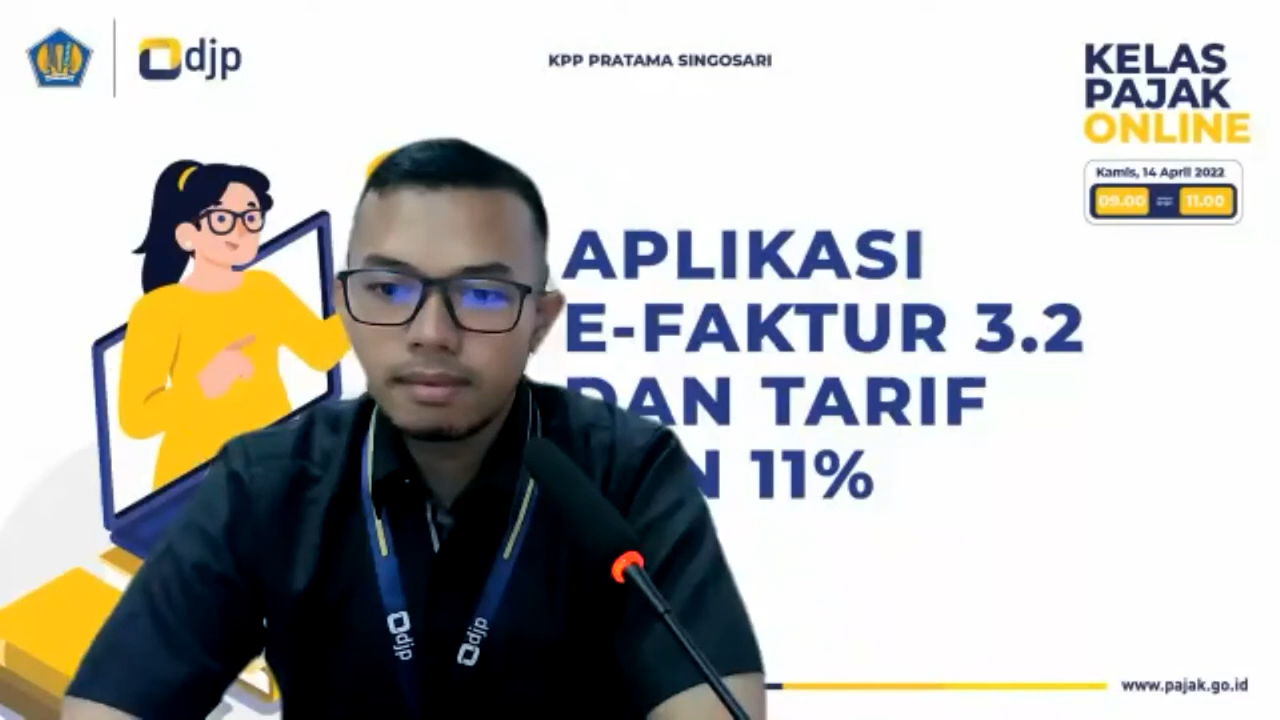 djp
KPP PRATAMA SINGOSARI
KELAS
PAJAK
ONLINE
Kamis, 14 April 2022
09.00
11.00
APLIKASI
E-FAKTUR 3.2
DAN TARIF
11%
djp
djp
www.pajak.go.id